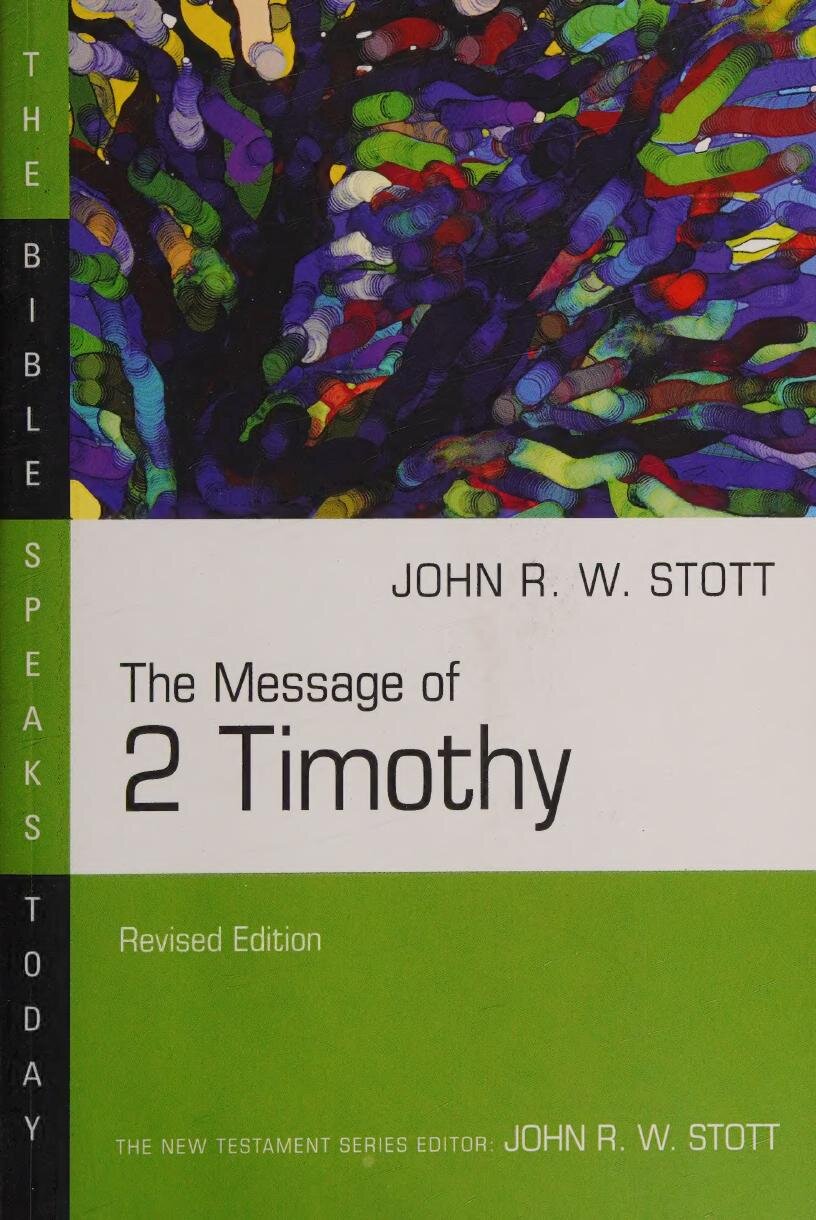 THE BIBLE SPEAKS TODAY
JOHN R. W. STOTT
The Message of
2 Timothy
Revised Edition
THE NEW TESTAMENT SERIES EDITOR: JOHN R. W. STOTT